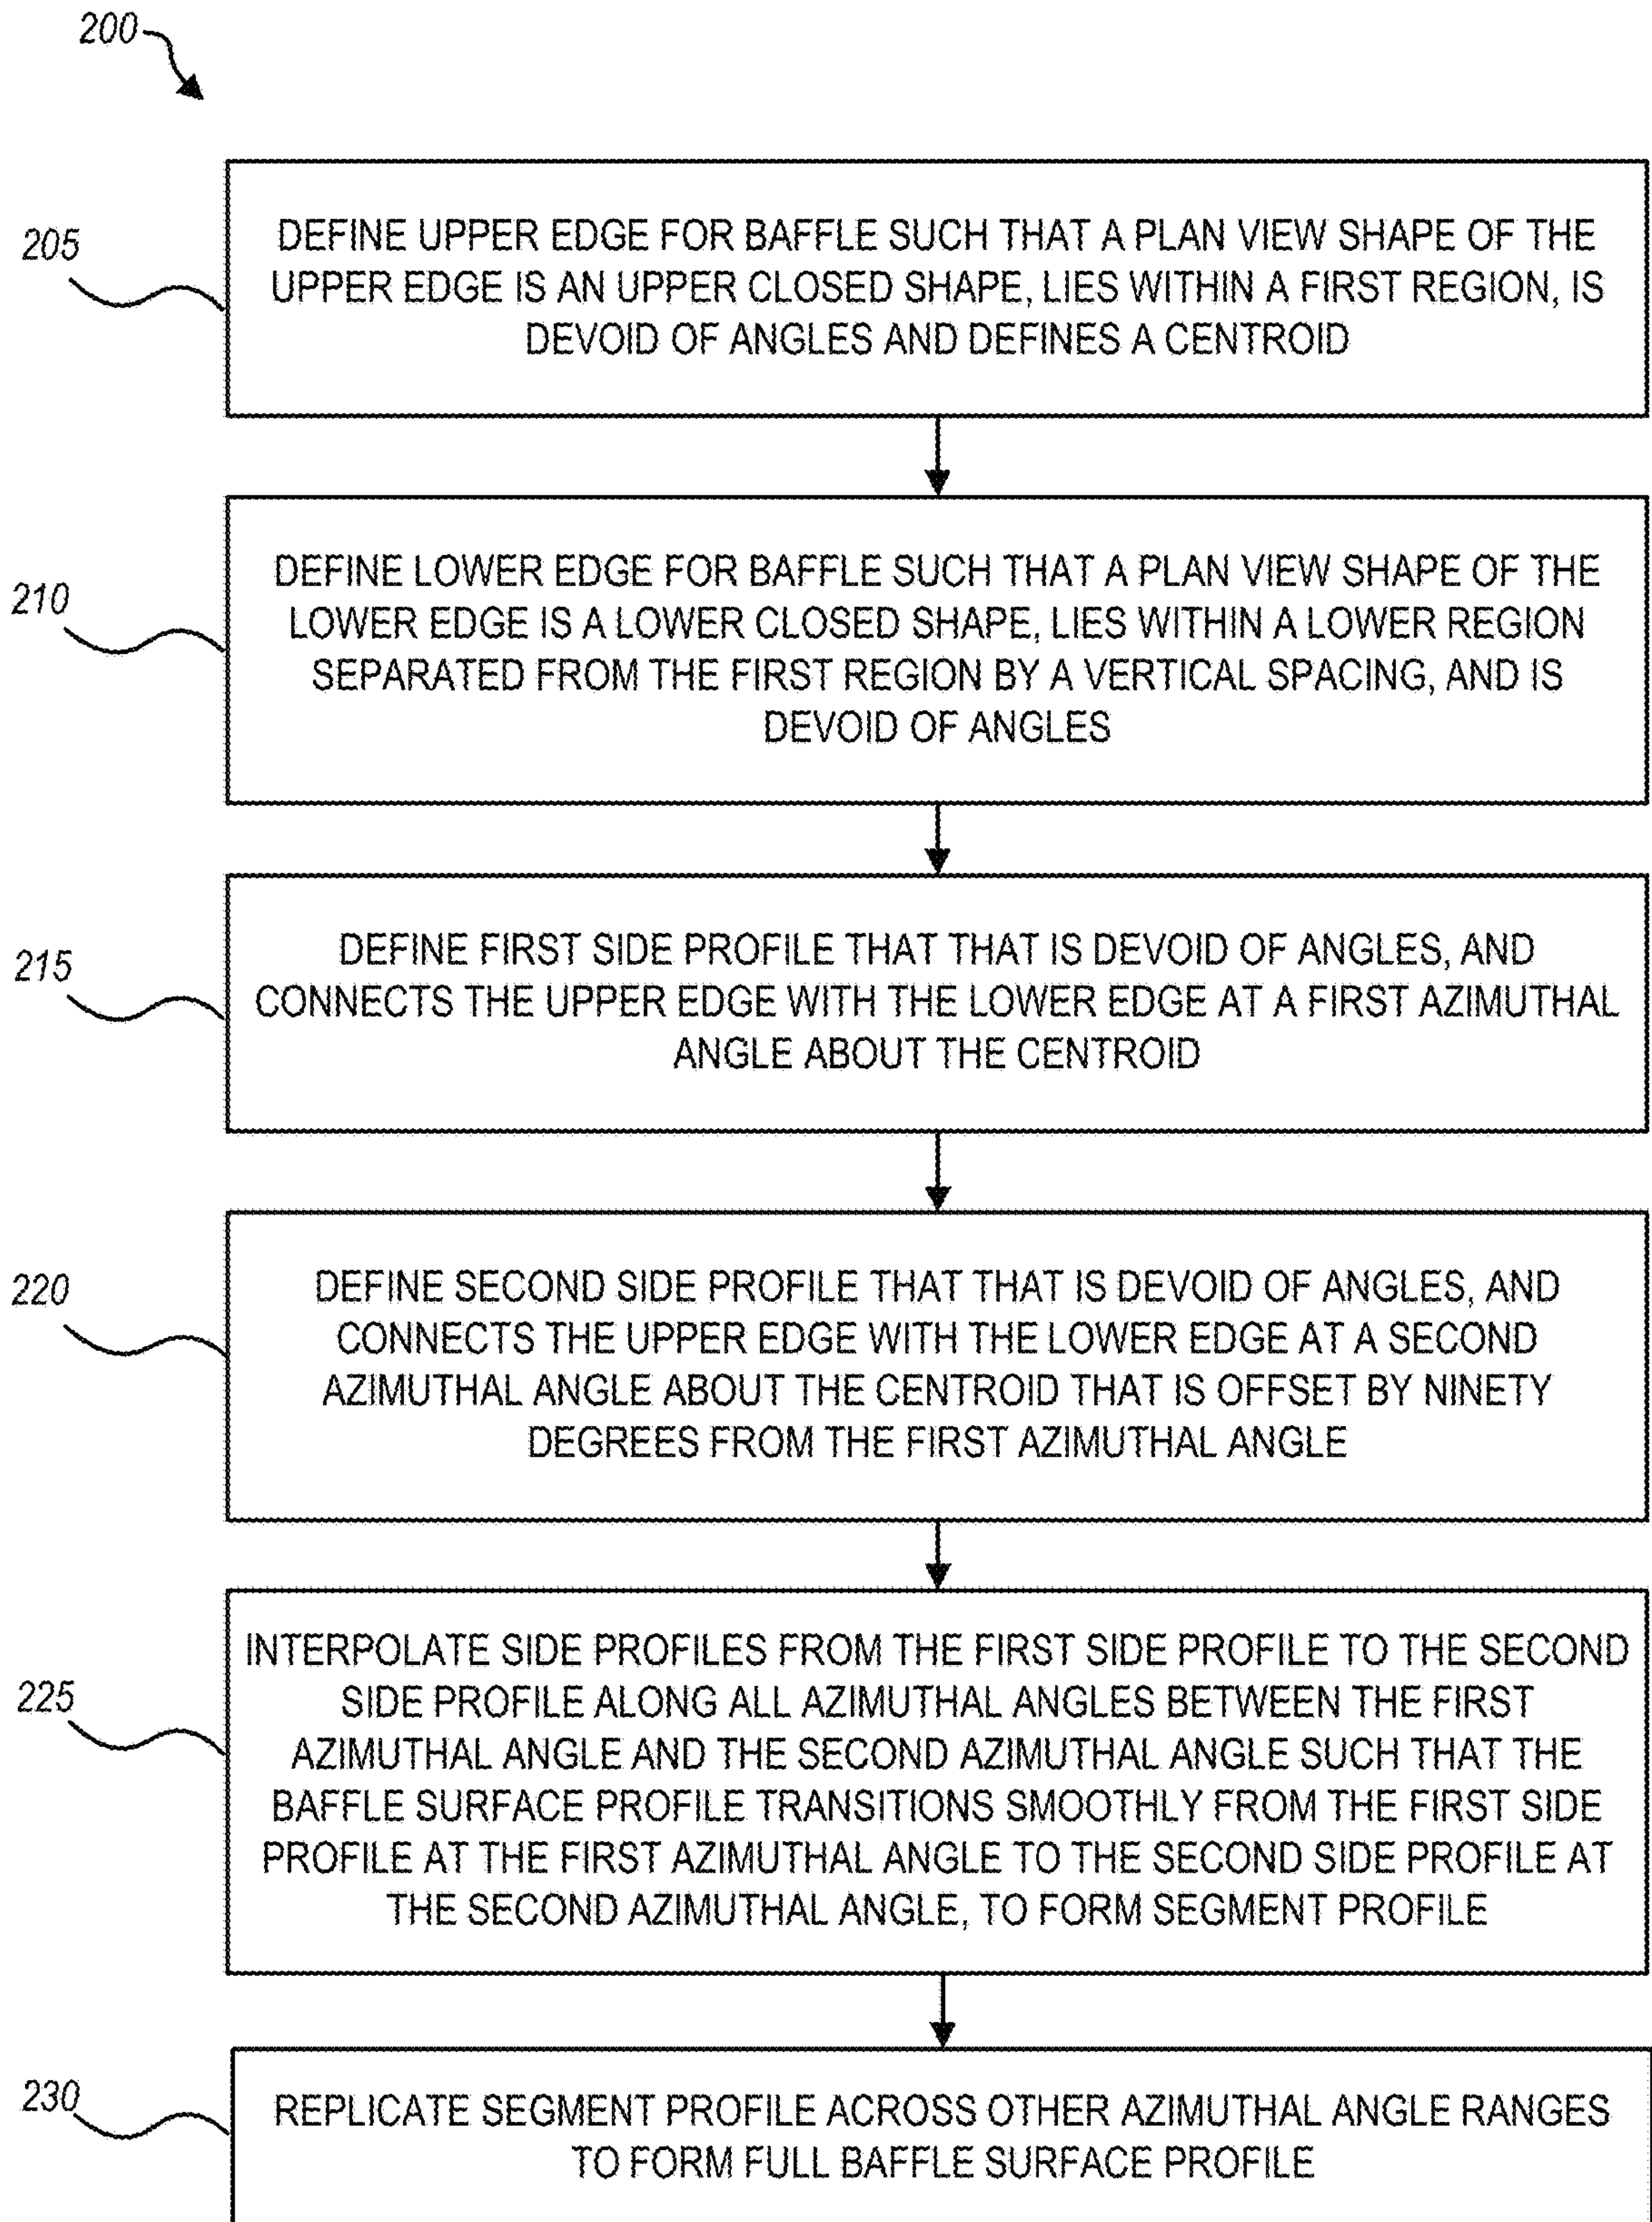 200
205
DEFINE UPPER EDGE FOR BAFFLE SUCH THAT A PLAN VIEW SHAPE OF THE
UPPER EDGE IS AN UPPER CLOSED SHAPE, LIES WITHIN A FIRST REGION, IS
DEVOID OF ANGLES AND DEFINES A CENTROID
210
DEFINE LOWER EDGE FOR BAFFLE SUCH THAT A PLAN VIEW SHAPE OF THE
LOWER EDGE IS A LOWER CLOSED SHAPE, LIES WITHIN A LOWER REGION
SEPARATED FROM THE FIRST REGION BY A VERTICAL SPACING, AND IS
DEVOID OF ANGLES
215
DEFINE FIRST SIDE PROFILE THAT THAT IS DEVOID OF ANGLES, AND
CONNECTS THE UPPER EDGE WITH THE LOWER EDGE AT A FIRST AZIMUTHAL
ANGLE ABOUT THE CENTROID
220
DEFINE SECOND SIDE PROFILE THAT THAT IS DEVOID OF ANGLES, AND
CONNECTS THE UPPER EDGE WITH THE LOWER EDGE AT A SECOND
AZIMUTHAL ANGLE ABOUT THE CENTROID THAT IS OFFSET BY NINETY
DEGREES FROM THE FIRST AZIMUTHAL ANGLE
225
INTERPOLATE SIDE PROFILES FROM THE FIRST SIDE PROFILE TO THE SECOND
SIDE PROFILE ALONG ALL AZIMUTHAL ANGLES BETWEEN THE FIRST
AZIMUTHAL ANGLE AND THE SECOND AZIMUTHAL ANGLE SUCH THAT THE
BAFFLE SURFACE PROFILE TRANSITIONS SMOOTHLY FROM THE FIRST SIDE
PROFILE AT THE FIRST AZIMUTHAL ANGLE TO THE SECOND SIDE PROFILE AT
THE SECOND AZIMUTHAL ANGLE, TO FORM SEGMENT PROFILE
230
REPLICATE SEGMENT PROFILE ACROSS OTHER AZIMUTHAL ANGLE RANGES
TO FORM FULL BAFFLE SURFACE PROFILE